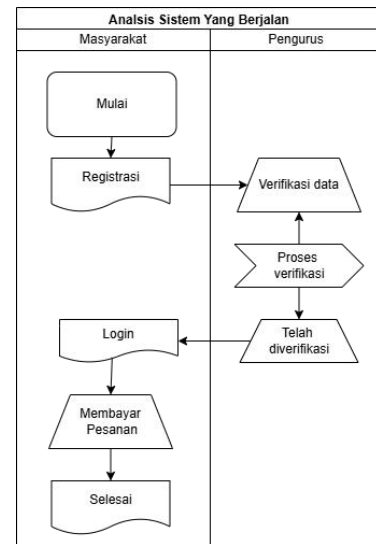 Analsis Sistem Yang Berjalan
Masyarakat
Pengurus
Mulai
Registrasi
Verifikasi data
Proses
verifikasi
Login
Telah
diverifikasi
Membayar
Pesanan
Selesai